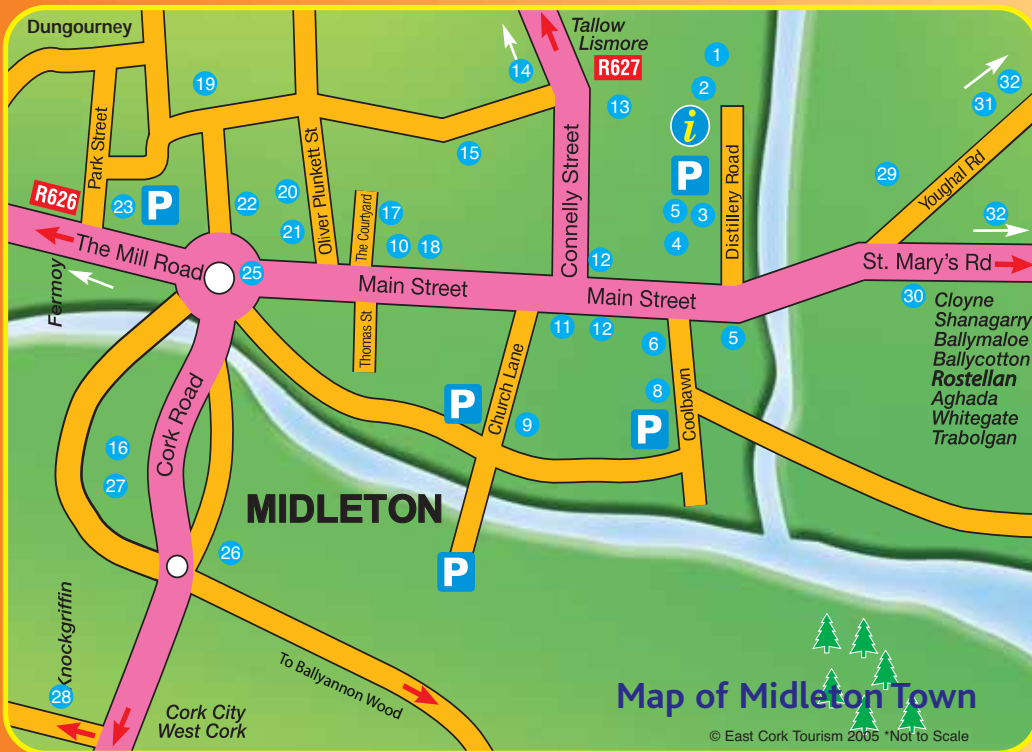 Dungourney
Tallow
Lismore
R627
1
2
32
31
14
13
19
i
P
15
29
Park Street
Oliver Plunkett St
Connelly Street
Distillery Road
Youghal Rd
R626
23
P
22
20
21
The Courtyard
17
10
18
5
3
4
32
The Mill Road
25
Main Street
12
Main Street
St. Mary's Rd
Fermoy
Thomas St
11
12
6
5
30
Cloyne
Shanagarry
Ballymaloe
Ballycotton
Rostellan
Aghada
Whitegate
Trabolgan
Church Lane
8
Coolbawn
P
9
P
Cork Road
16
27
MIDLETON
26
P
Knockgriffin
To Ballyannon Wood
28
Cork City
West Cork
Map of Midleton Town
© East Cork Tourism 2005 *Not to Scale